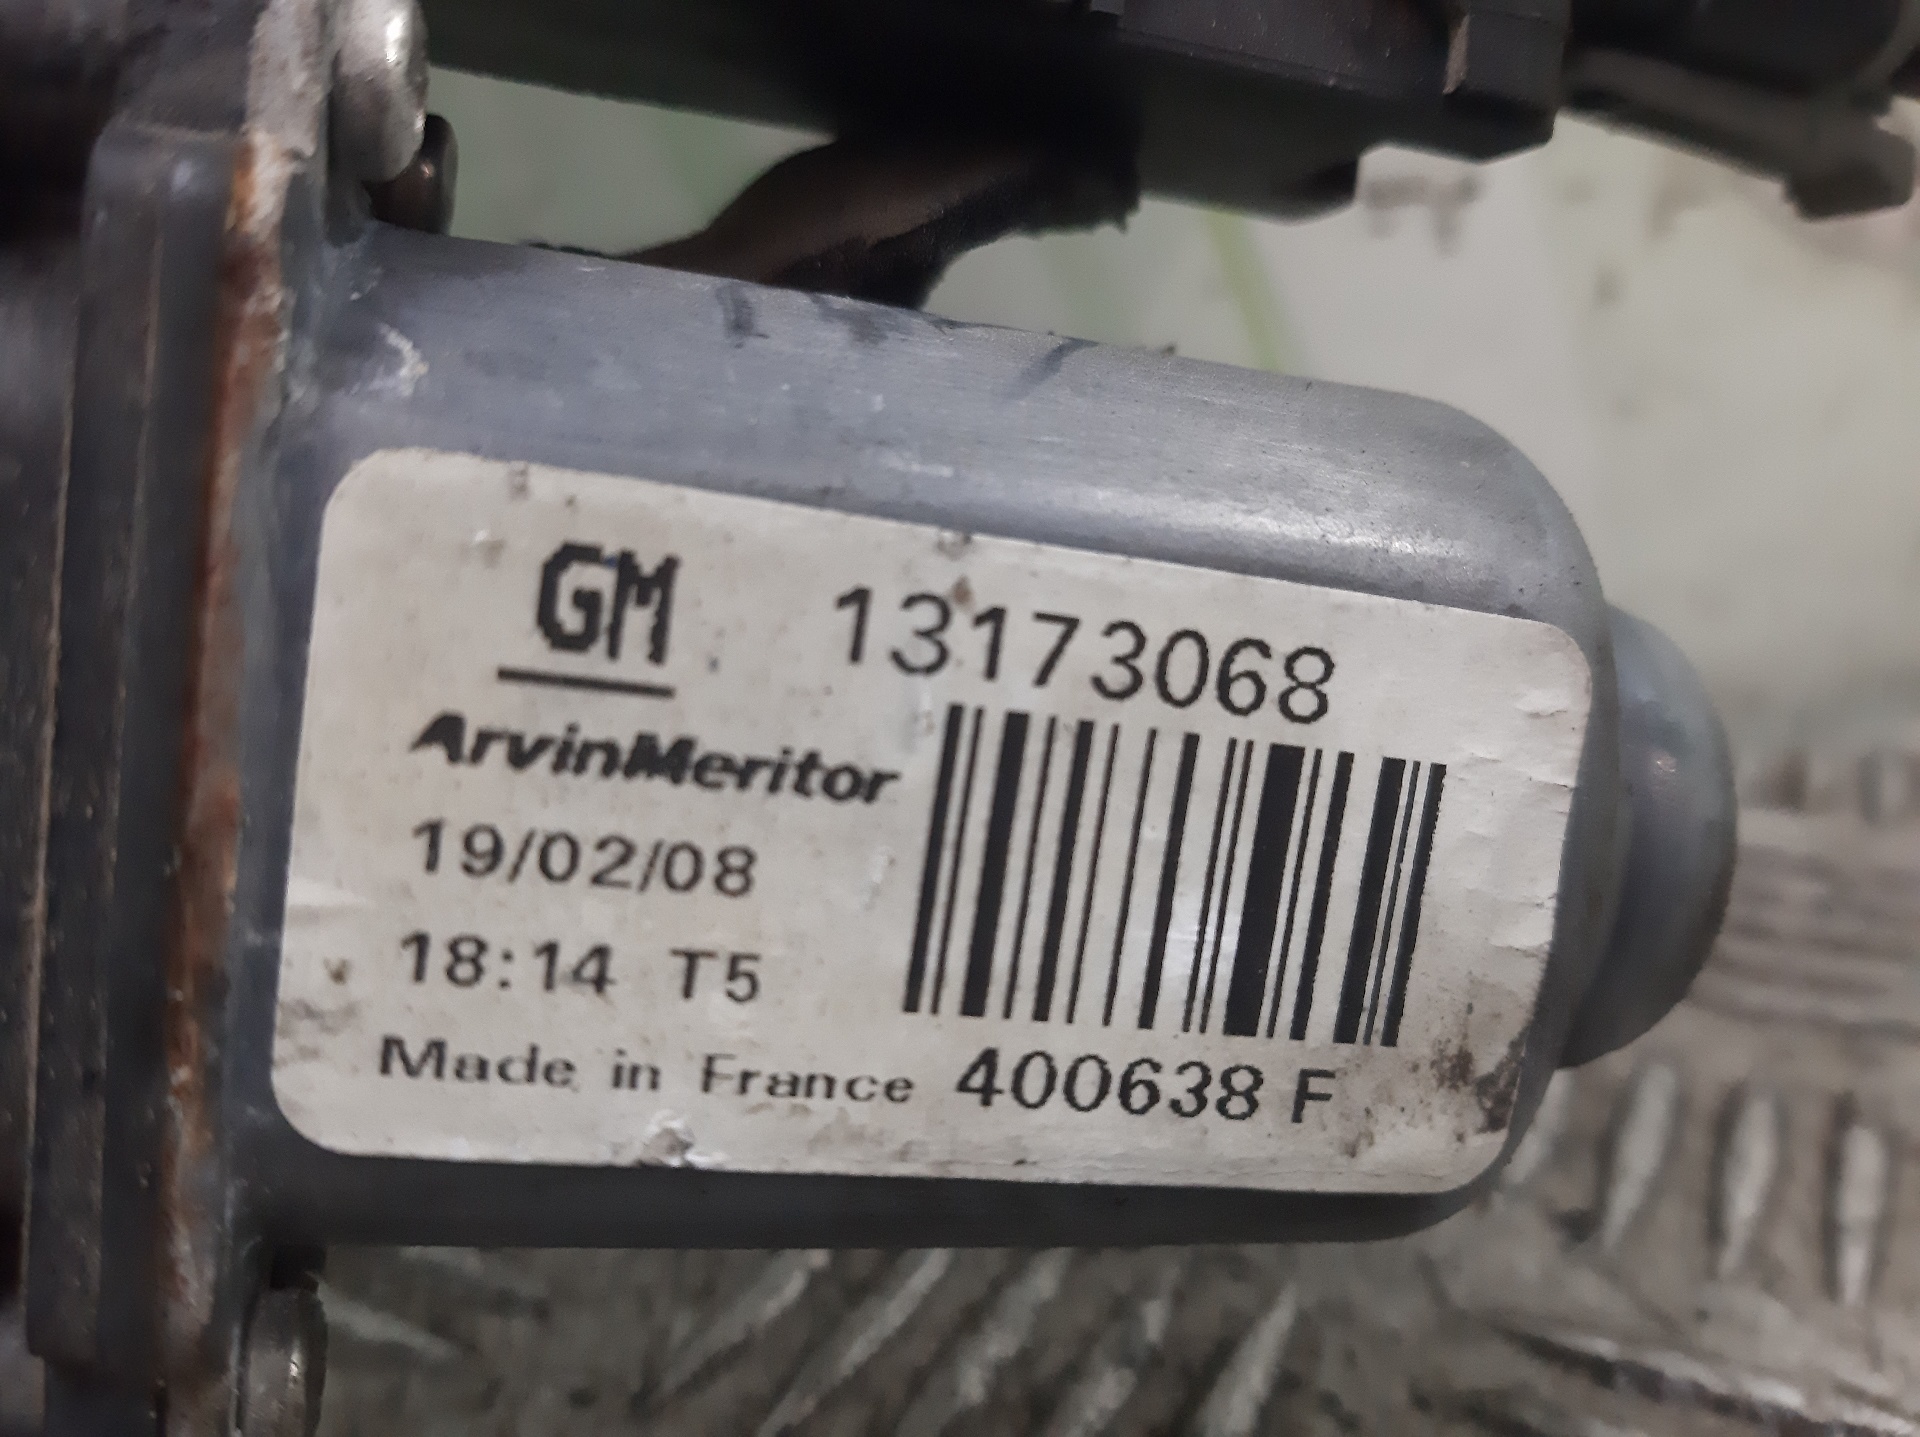 GM 13173068
ArvinMeritor
19/02/08
18:14 T5
Made in France 400638 F